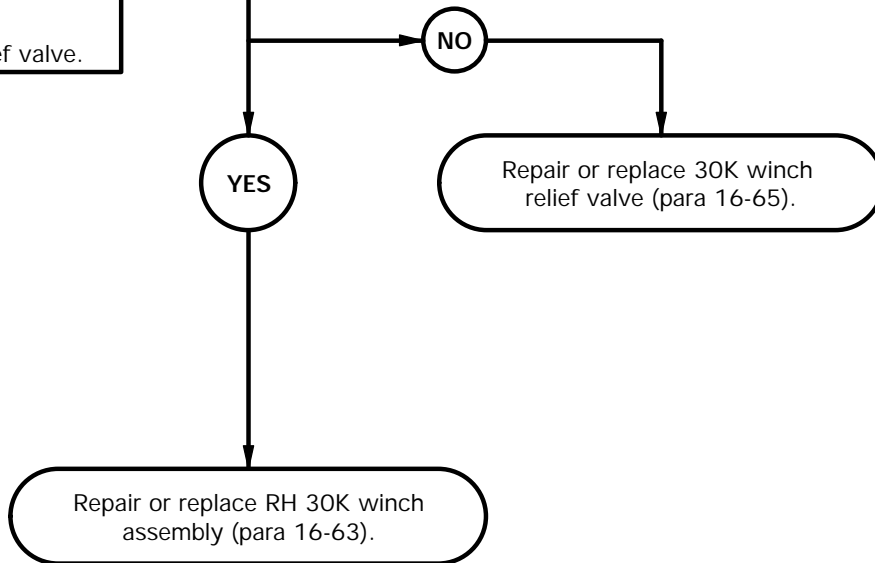 ef valve.
NO
YES
Repair or replace 30K winch
relief valve (para 16-65).
Repair or replace RH 30K winch
assembly (para 16-63).